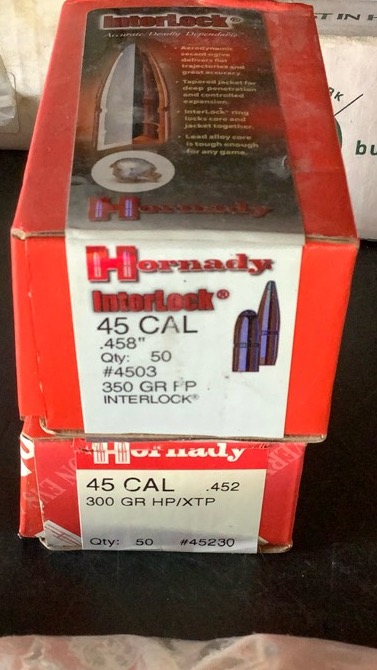 InterLock®
Accurate, Deadly, Dependable
• Aerodynamic
secant ogive
delivers flat
trajectories and
great accuracy.
• Tapered jacket for
deep penetration
and controlled
expansion.
• InterLock™ ring
locks core and
jacket together.
• Lead alloy core
is tough enough
for any game.
Hornady
Hornady
InterLock®
45 CAL
.458"
Qty: 50
#4503
350 GR FP
INTERLOCK®
Hornady
45 CAL .452
300 GR HP/XTP
Qty: 50 #45230